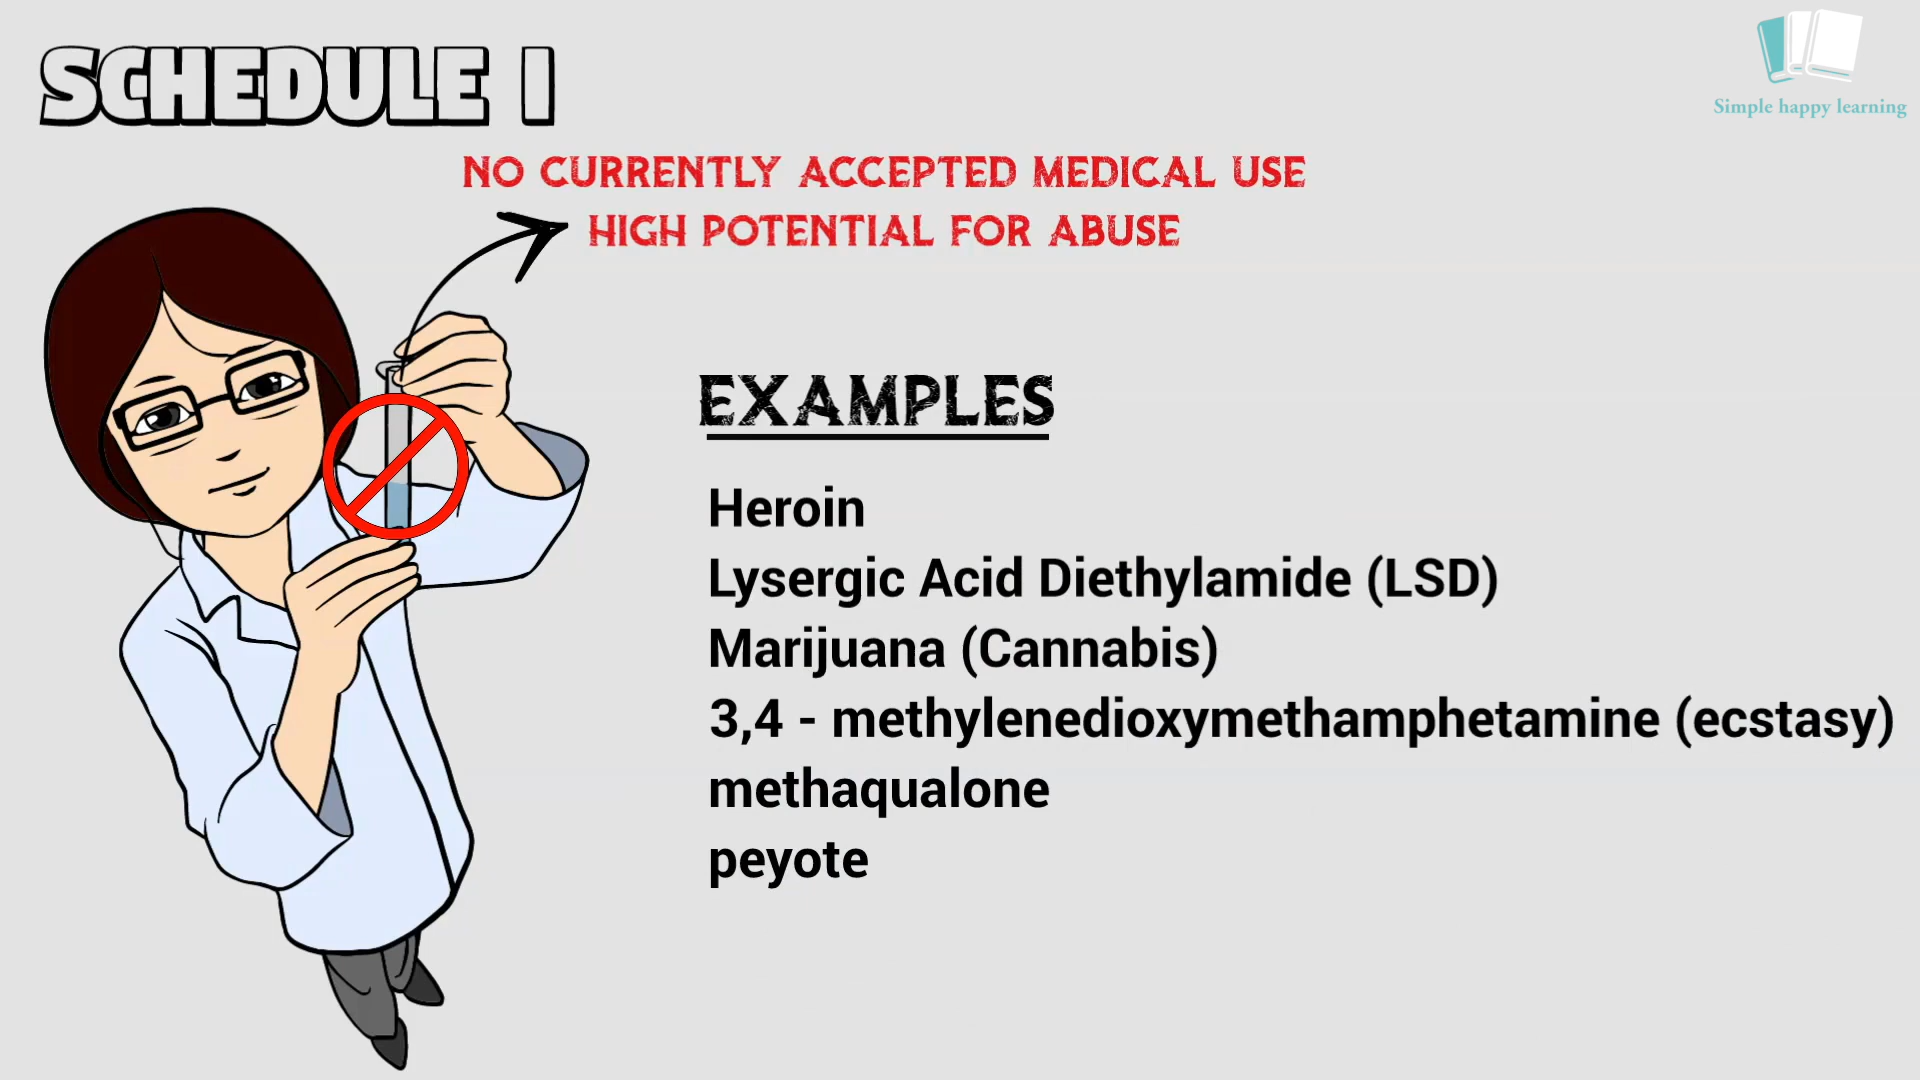 SCHEDULE I
Simple happy learning
NO CURRENTLY ACCEPTED MEDICAL USE
HIGH POTENTIAL FOR ABUSE
EXAMPLES
Heroin
Lysergic Acid Diethylamide (LSD)
Marijuana (Cannabis)
3,4 - methylenedioxymethamphetamine (ecstasy)
methaqualone
peyote